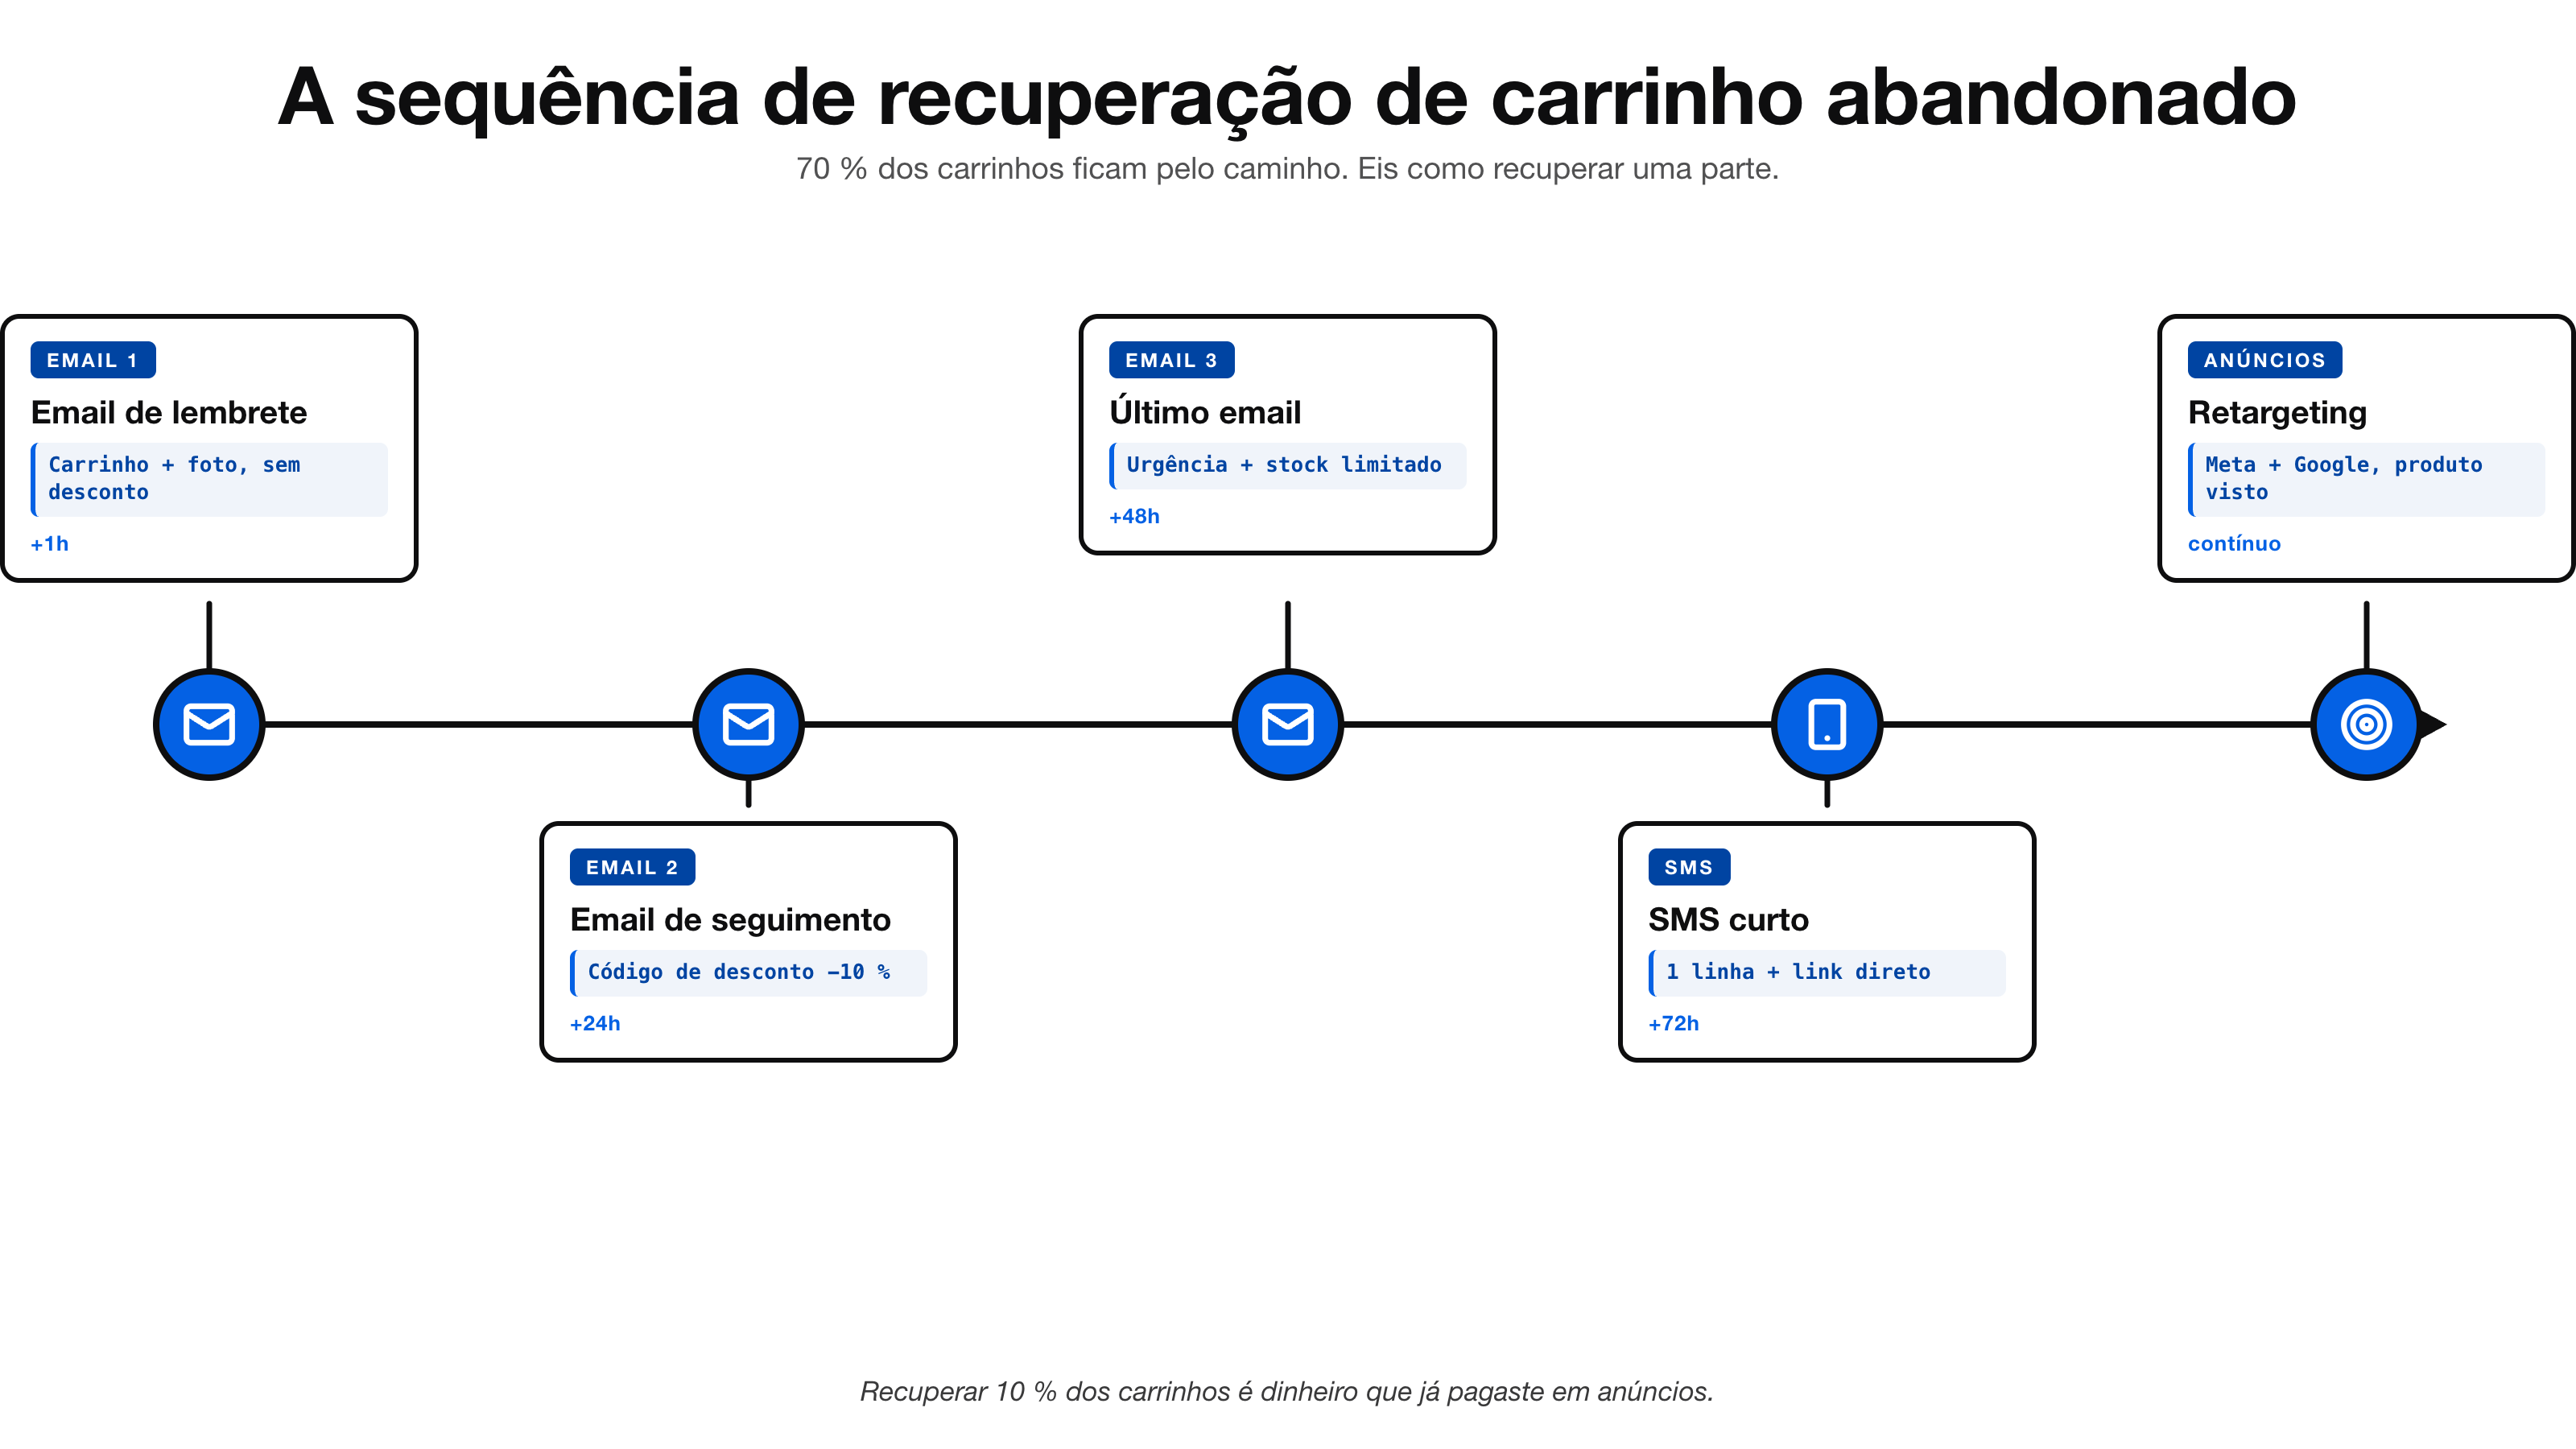 A sequência de recuperação de carrinho abandonado
70 % dos carrinhos ficam pelo caminho. Eis como recuperar uma parte.
EMAIL 1
Email de lembrete
Carrinho + foto, sem
desconto
+1h
EMAIL 2
Email de seguimento
Código de desconto −10 %
+24h
EMAIL 3
Último email
Urgência + stock limitado
+48h
SMS
SMS curto
1 linha + link direto
+72h
ANÚNCIOS
Retargeting
Meta + Google, produto
visto
contínuo
Recuperar 10 % dos carrinhos é dinheiro que já pagaste em anúncios.